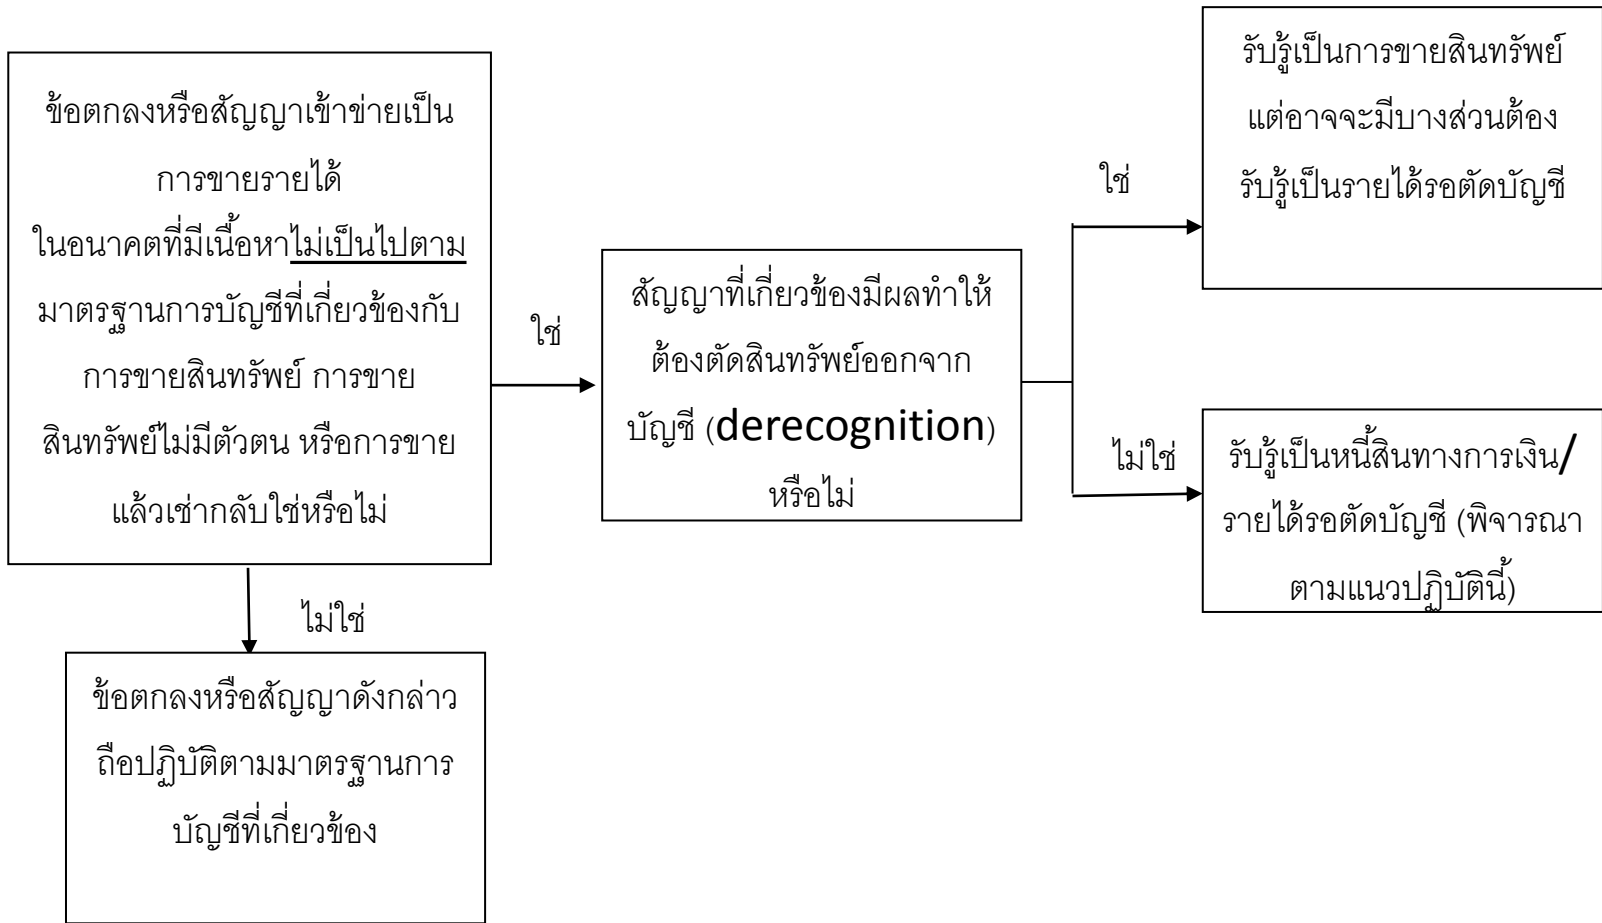 ข้อตกลงหรือสัญญาเข้าข่ายเป็น
การขายรายได้
ในอนาคตที่มีเนื้อหาไม่เป็นไปตาม
มาตรฐานการบัญชีที่เกี่ยวข้องกับ
การขายสินทรัพย์ การขาย
สินทรัพย์ไม่มีตัวตน หรือการขาย
แล้วเช่ากลับใช่หรือไม่
ใช่
ไม่ใช่
ข้อตกลงหรือสัญญาดังกล่าว
ถือปฏิบัติตามมาตรฐานการ
บัญชีที่เกี่ยวข้อง
สัญญาที่เกี่ยวข้องมีผลทำให้
ต้องตัดสินทรัพย์ออกจาก
บัญชี (derecognition)
หรือไม่
ใช่
รับรู้เป็นการขายสินทรัพย์
แต่อาจจะมีบางส่วนต้อง
รับรู้เป็นรายได้รอตัดบัญชี
ไม่ใช่
รับรู้เป็นหนี้สินทางการเงิน/
รายได้รอตัดบัญชี (พิจารณา
ตามแนวปฏิบัตินี้)